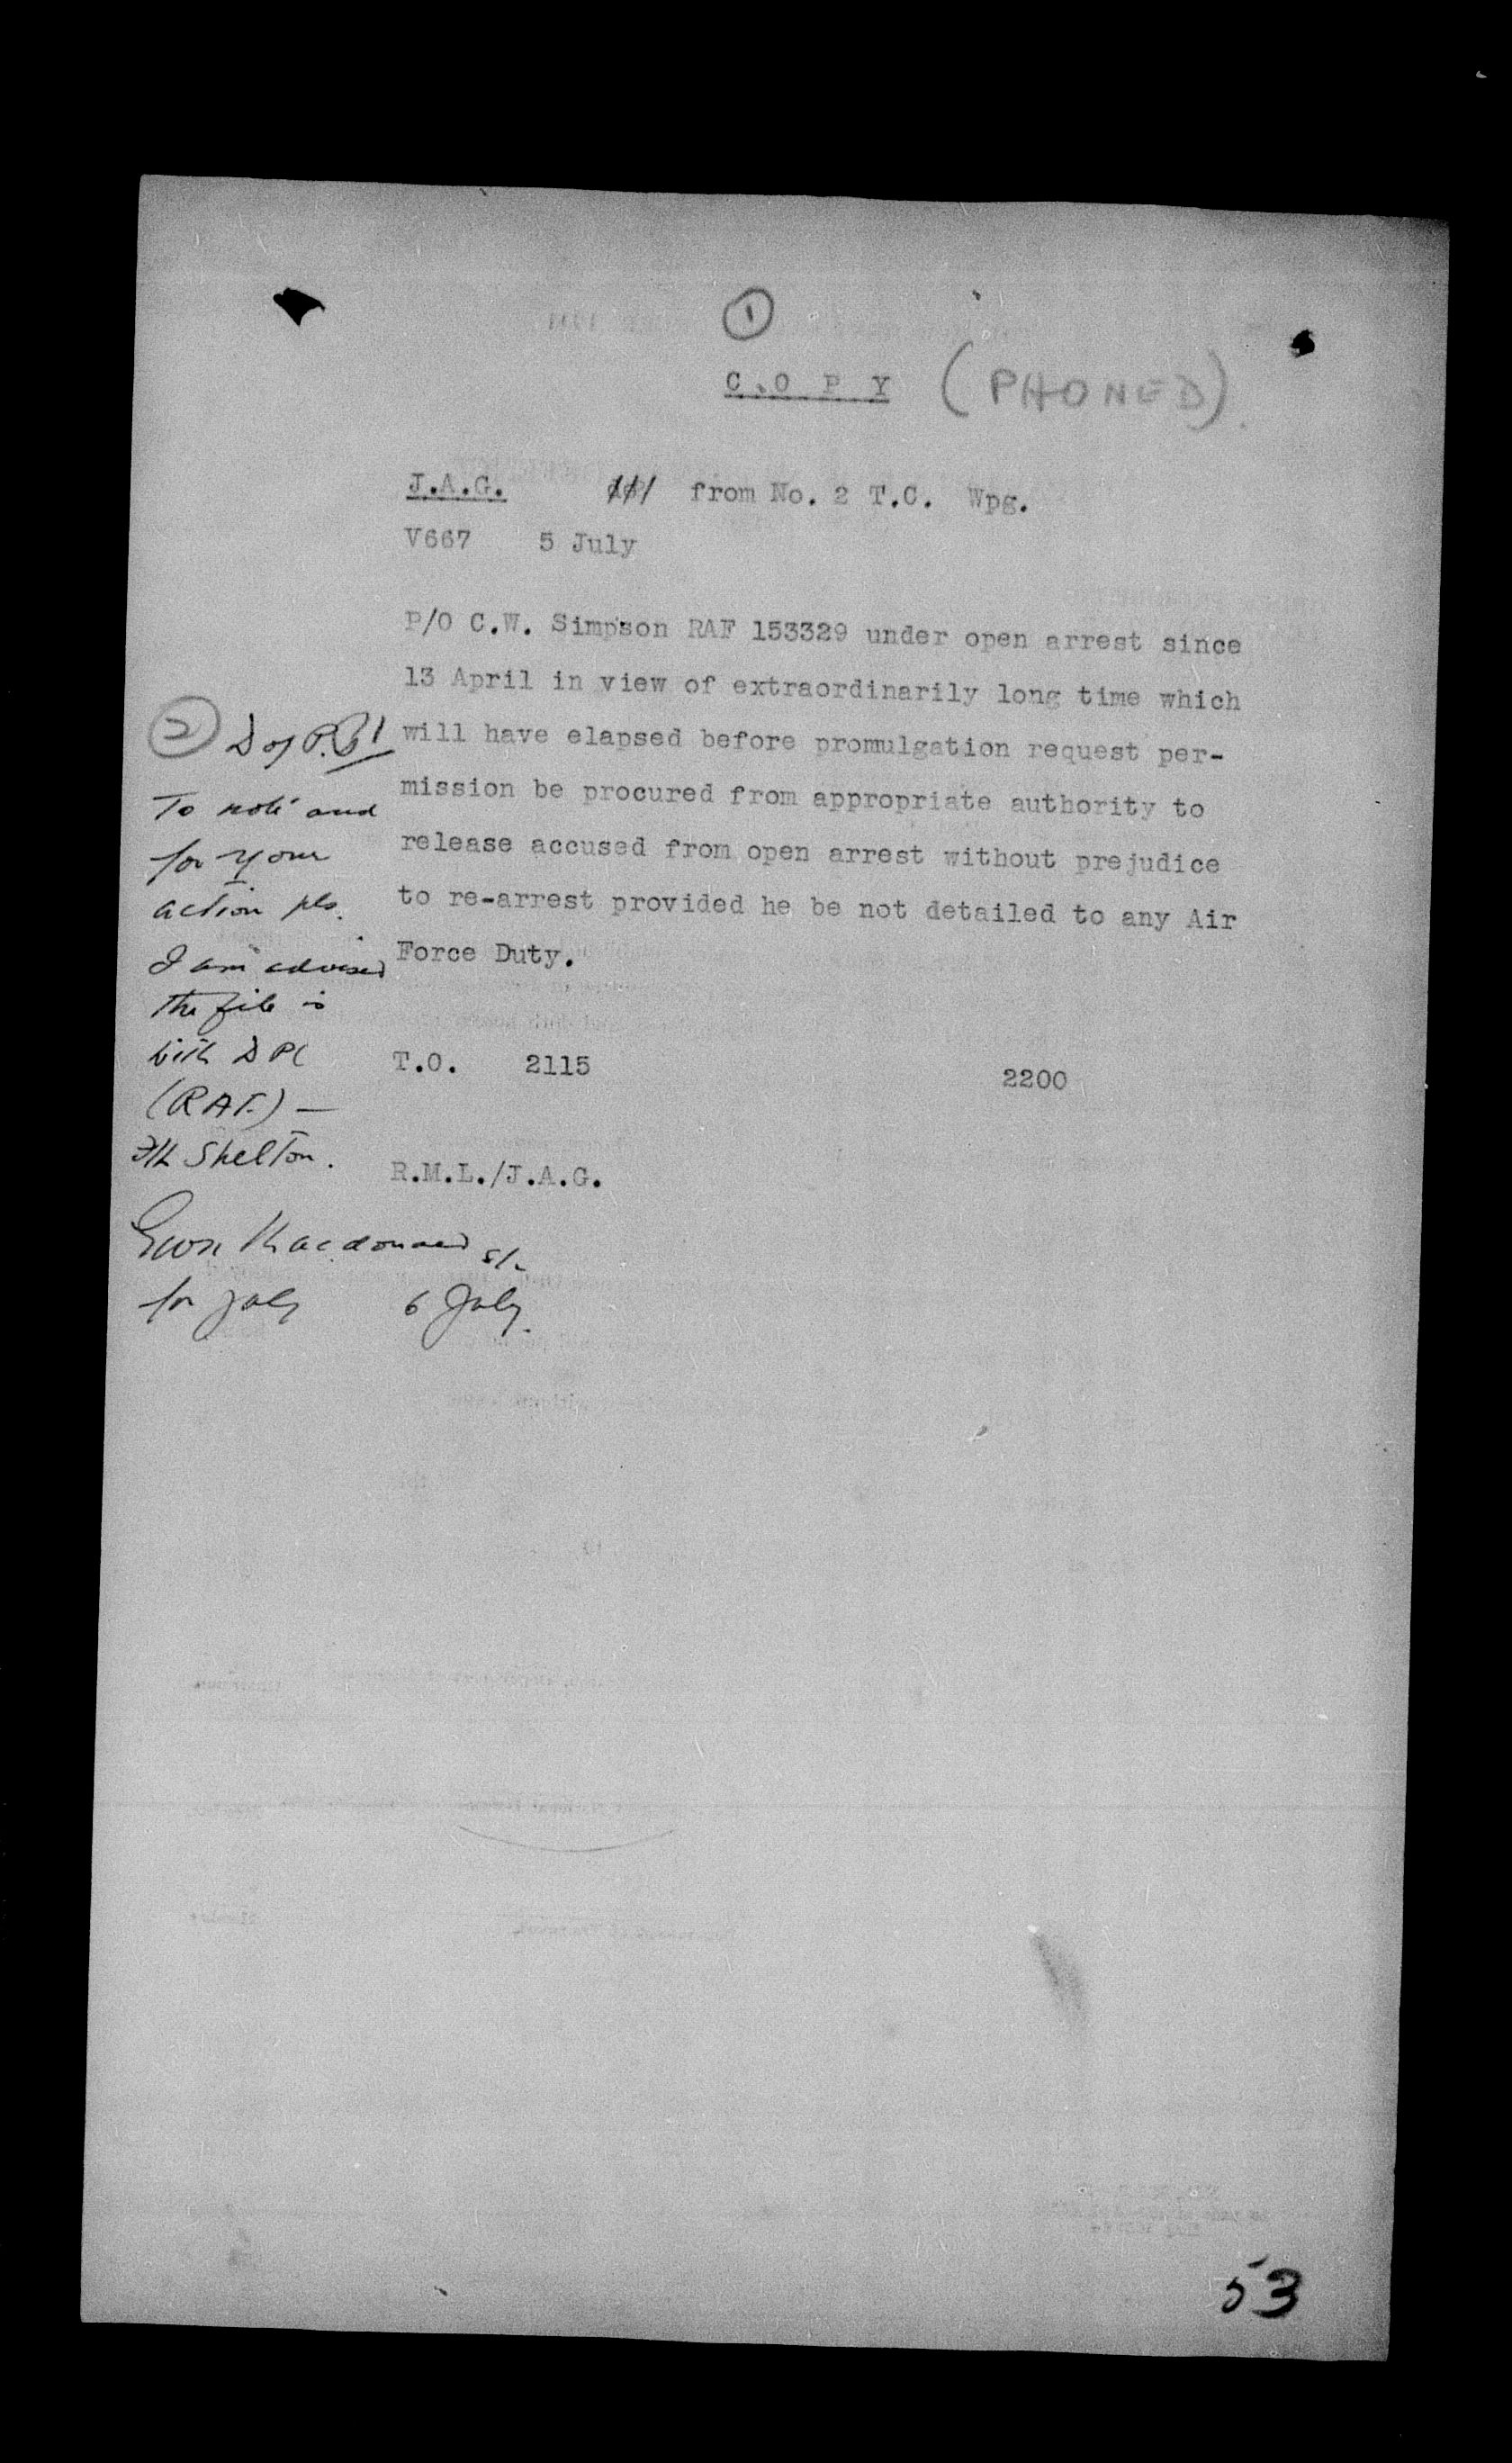 1
C.O P Y (PHONED)
J.A.G. from No. 2 T.C. Wpg.
V667 5 July
P/O C.W. Simpson RAF 153329 under open arrest since
13 April in view of extraordinarily long time which
will have elapsed before promulgation request per-
mission be procured from appropriate authority to
release accused from open arrest without prejudice
to re-arrest provided he be not detailed to any Air
Force Duty.
T.O. 2115 2200
R.M.L./J.A.G.
2 D of P.
To note and
for your
action pls.
I am advised
the file is
with DPC
(RAF.) —
F/L Shelton.
Macdonald S/L
for JAG 6 July.
53